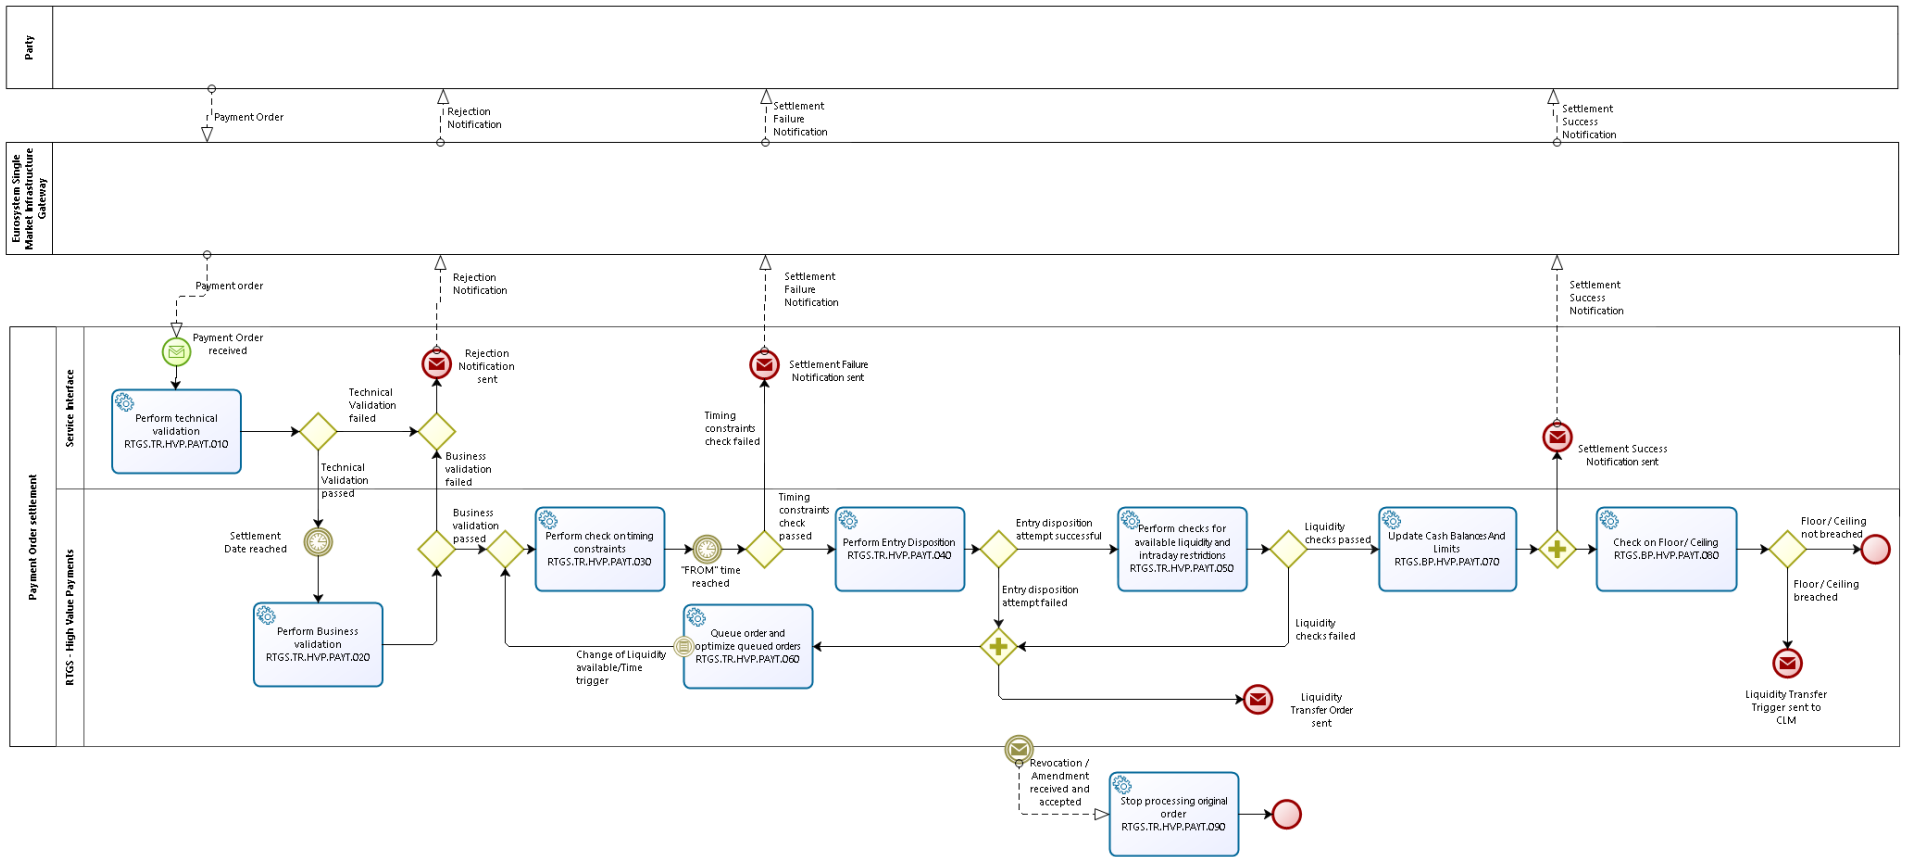 Party
Payment Order
Rejection
Notification
Settlement
Failure
Notification
Settlement
Success
Notification
Eurosystem Single
Market Infrastructure
Gateway
Payment order
Rejection
Notification
Settlement
Failure
Notification
Settlement
Success
Notification
Payment Order settlement
Service Interface
Payment Order
received
Perform technical
validation
RTGS.TR.HVP.PAYT.010
Technical
Validation
failed
Rejection
Notification
sent
Technical
Validation
passed
Business
validation
failed
Timing
constraints
check failed
Settlement Failure
Notification sent
Settlement Success
Notification sent
RTGS - High Value Payments
Settlement
Date reached
Perform Business
validation
RTGS.TR.HVP.PAYT.020
Business
validation
passed
Perform check on timing
constraints
RTGS.TR.HVP.PAYT.030
"FROM" time
reached
Timing
constraints
check
passed
Perform Entry Disposition
RTGS.TR.HVP.PAYT.040
Entry disposition
attempt successful
Entry disposition
attempt failed
Perform checks for
available liquidity and
intraday restrictions
RTGS.TR.HVP.PAYT.050
Liquidity
checks passed
Liquidity
checks failed
Update Cash Balances And
Limits
RTGS.BP.HVP.PAYT.070
Check on Floor/ Ceiling
RTGS.BP.HVP.PAYT.080
Floor/ Ceiling
not breached
Floor/ Ceiling
breached
Liquidity Transfer
Trigger sent to
CLM
Queue order and
optimize queued orders
RTGS.TR.HVP.PAYT.060
Change of Liquidity
available/Time
trigger
Liquidity
Transfer Order
sent
Revocation /
Amendment
received and
accepted
Stop processing original
order
RTGS.TR.HVP.PAYT.090